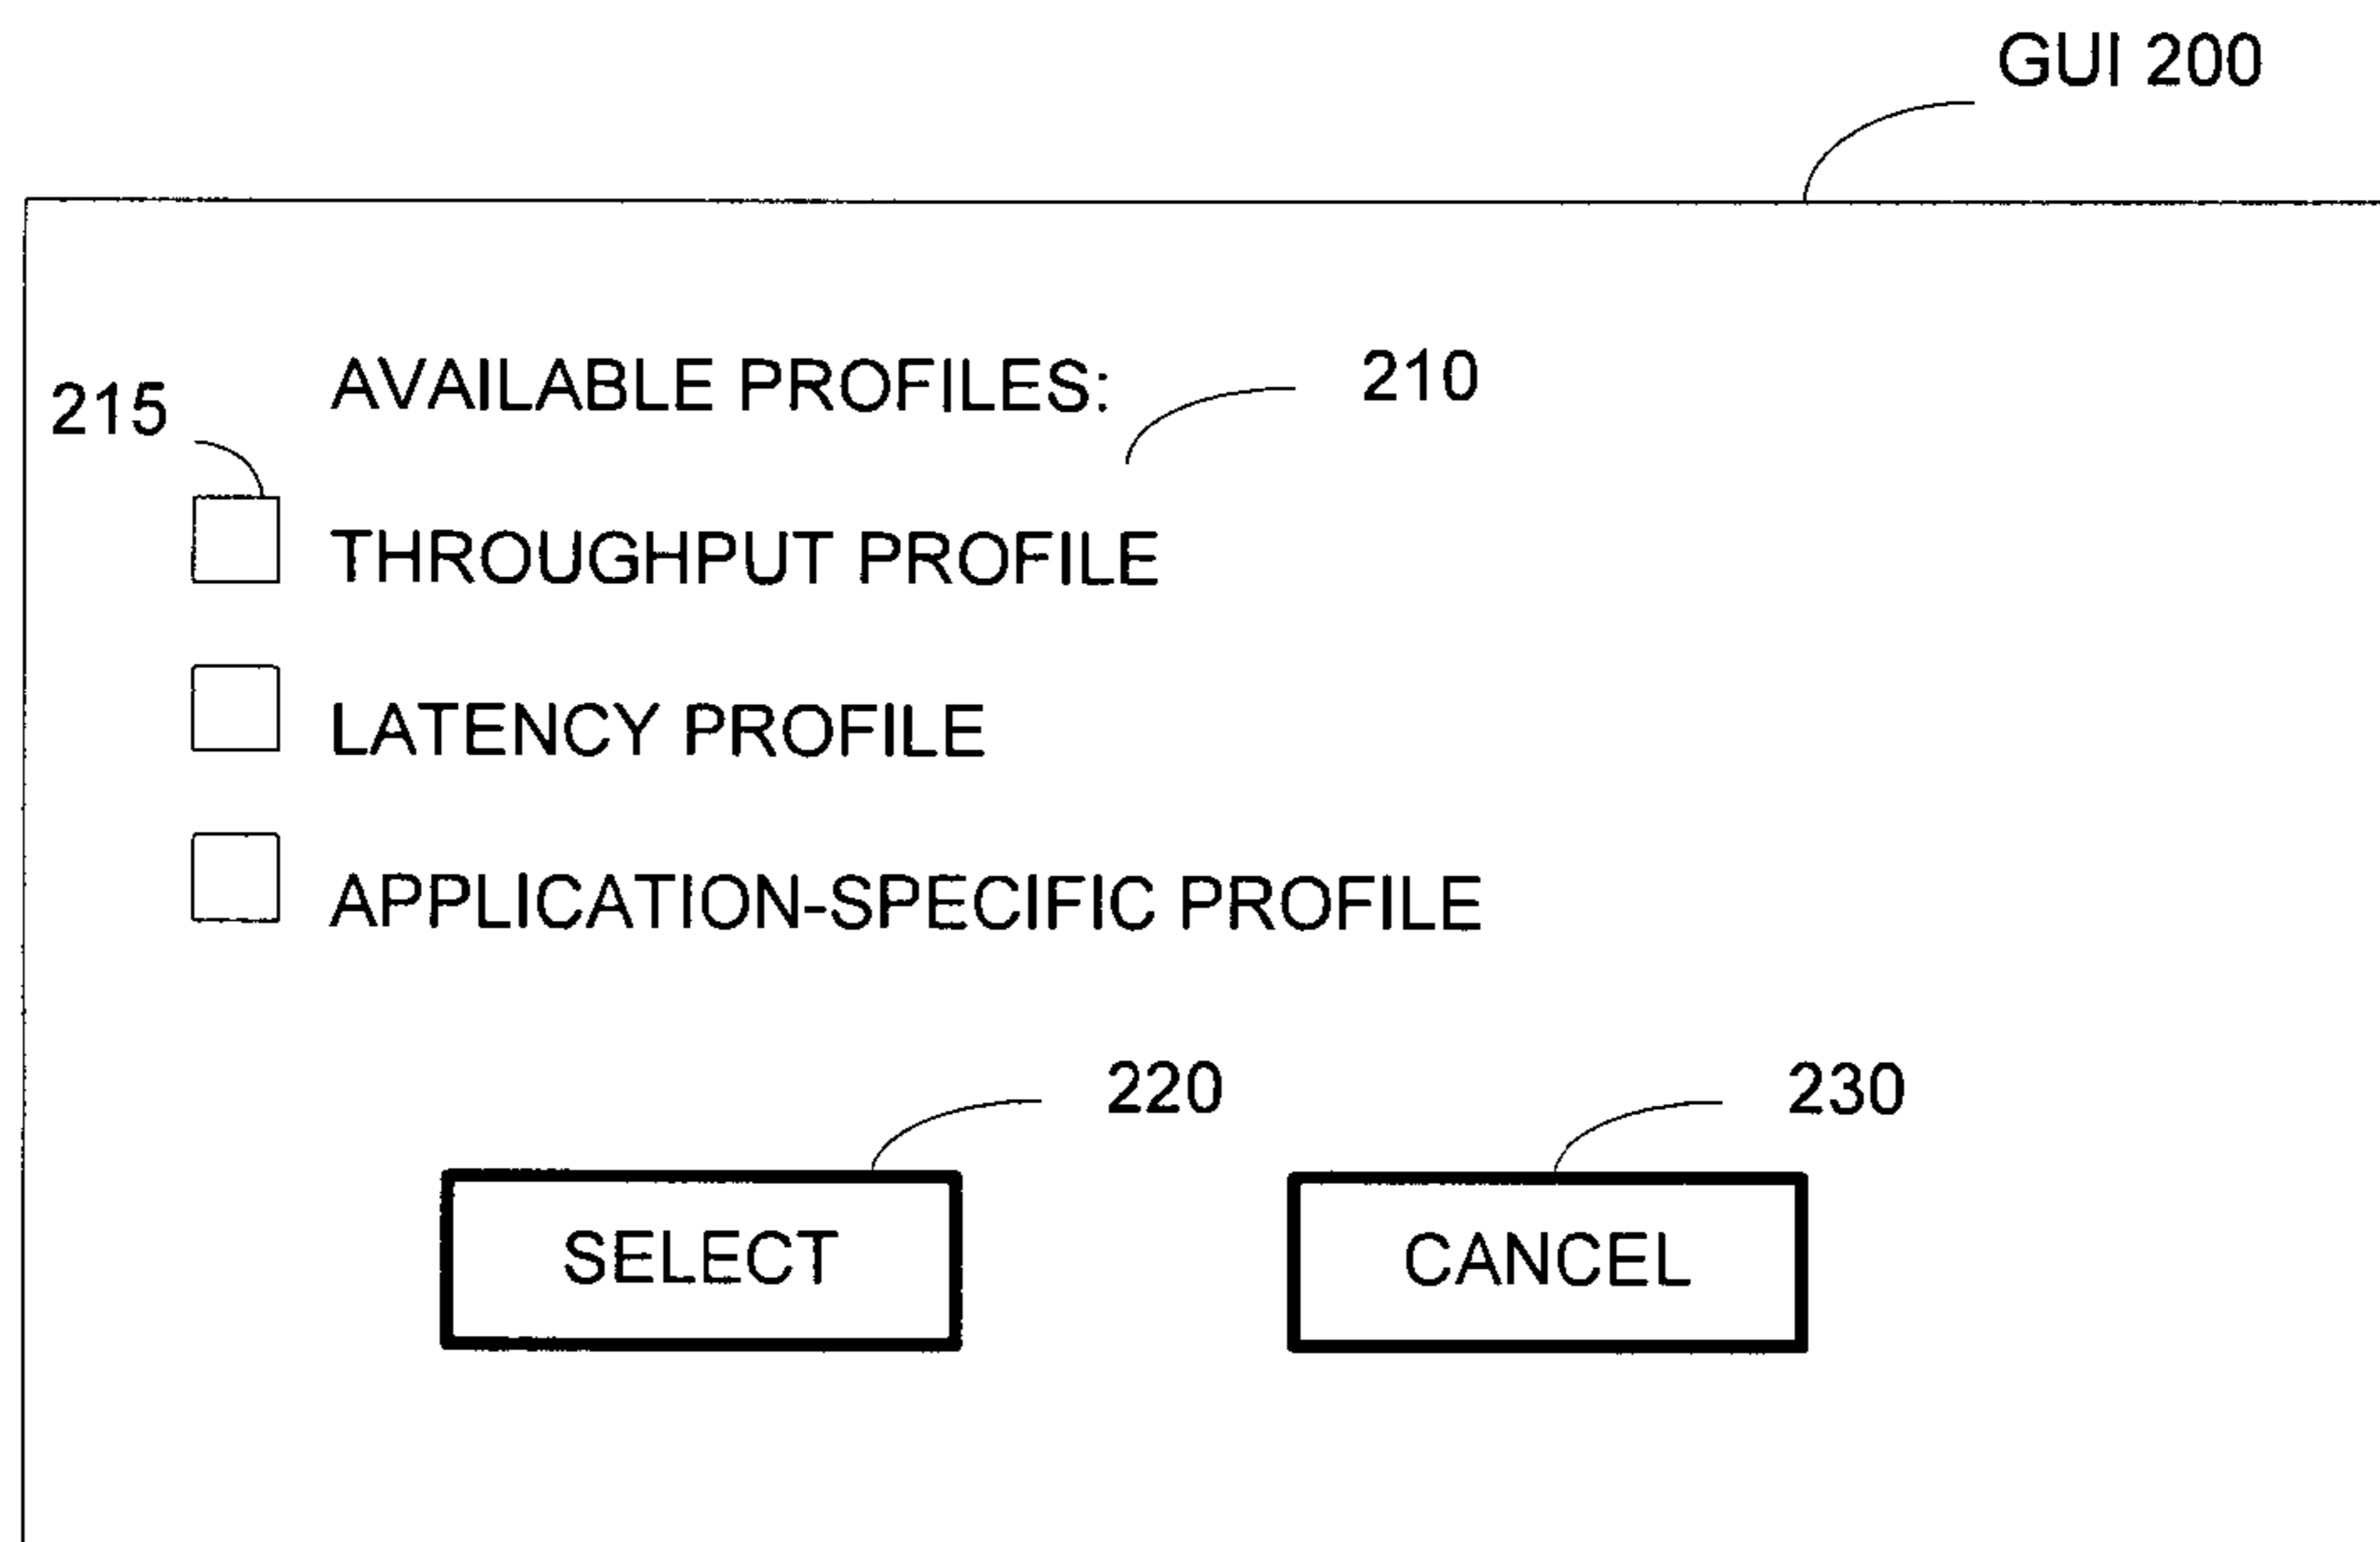 GUI 200
AVAILABLE PROFILES:
210
215
THROUGHPUT PROFILE
LATENCY PROFILE
APPLICATION-SPECIFIC PROFILE
220
230
SELECT
CANCEL